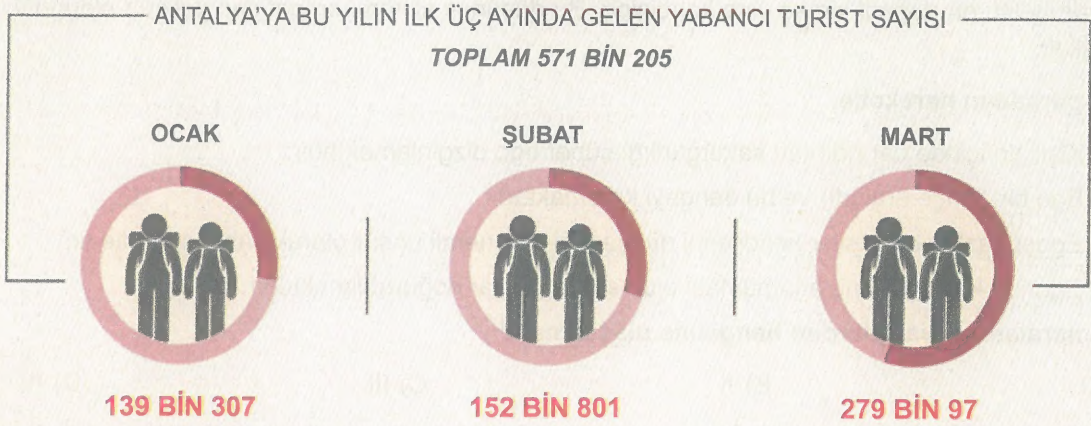 ANTALYA'YA BU YILIN İLK ÜÇ AYINDA GELEN YABANCI TÜRİST SAYISI
TOPLAM 571 BİN 205
OCAK
ŞUBAT
MART
139 BİN 307
152 BİN 801
279 BİN 97